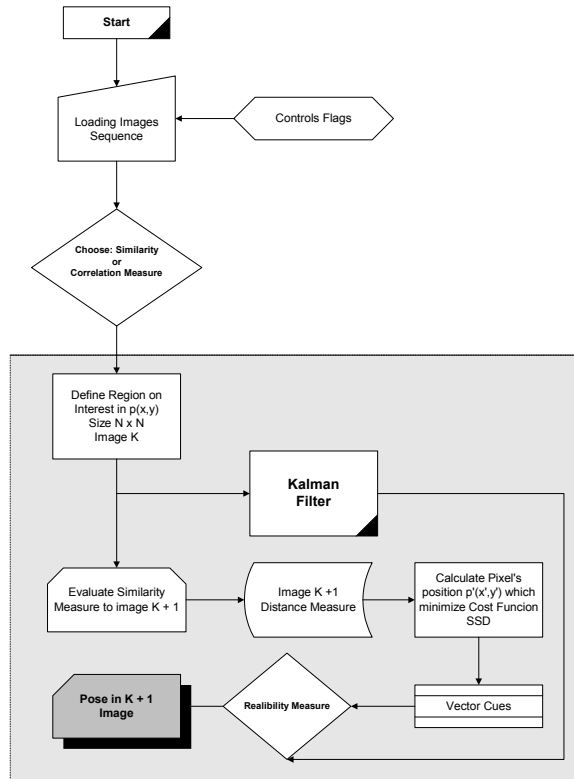 Start
Loading Images
Sequence
Controls Flags
Choose: Similarity
or
Correlation Measure
Define Region on
Interest in p(x,y)
Size N x N
Image K
Kalman
Filter
Evaluate Similarity
Measure to image K + 1
Image K +1
Distance Measure
Calculate Pixel's
position p'(x',y') which
minimize Cost Funcion
SSD
Vector Cues
Realibility Measure
Pose in K + 1
Image